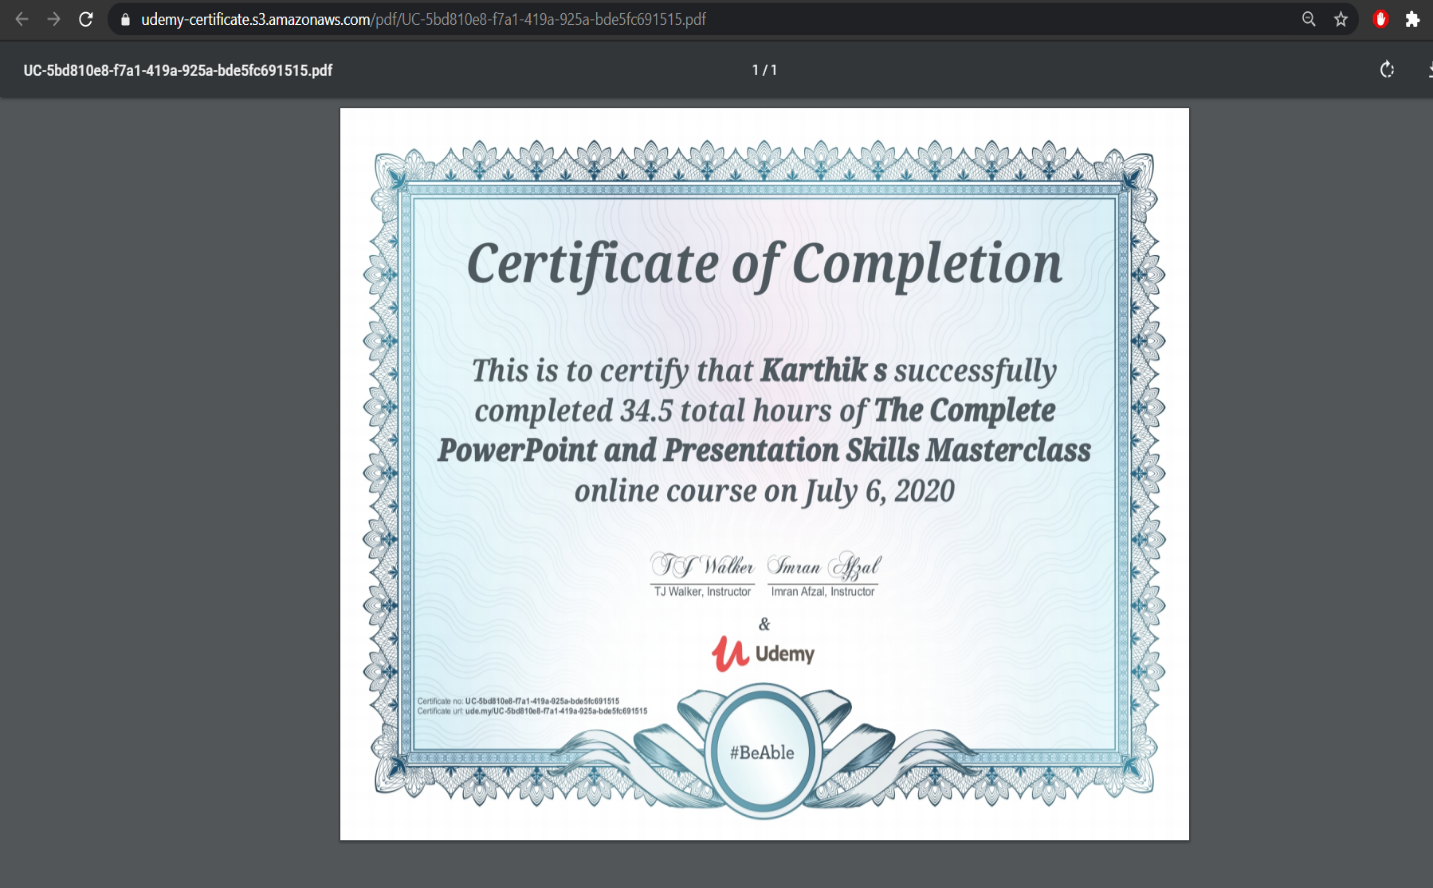 udemy-certificate.s3.amazonaws.com/pdf/UC-5bd810e8-f7a1-419a-925a-bde5fc691515.pdf
UC-5bd810e8-f7a1-419a-925a-bde5fc691515.pdf
1 / 1
Certificate of Completion
This is to certify that Karthik s successfully
completed 34.5 total hours of The Complete
PowerPoint and Presentation Skills Masterclass
online course on July 6, 2020
TJ Walker Imran Afzal
TJ Walker, Instructor Imran Afzal, Instructor
&
Udemy
Certificate no: UC-5bd810e8-f7a1-419a-925a-bde5fc691515
Certificate url: ude.my/UC-5bd810e8-f7a1-419a-925a-bde5fc691515
#BeAble